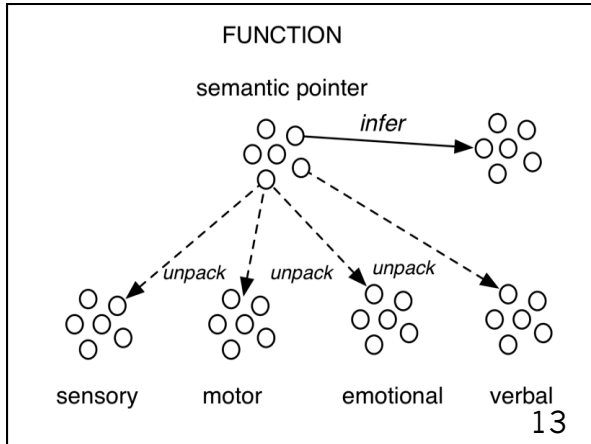 FUNCTION
semantic pointer
infer
unpack unpack unpack
sensory motor emotional verbal
13